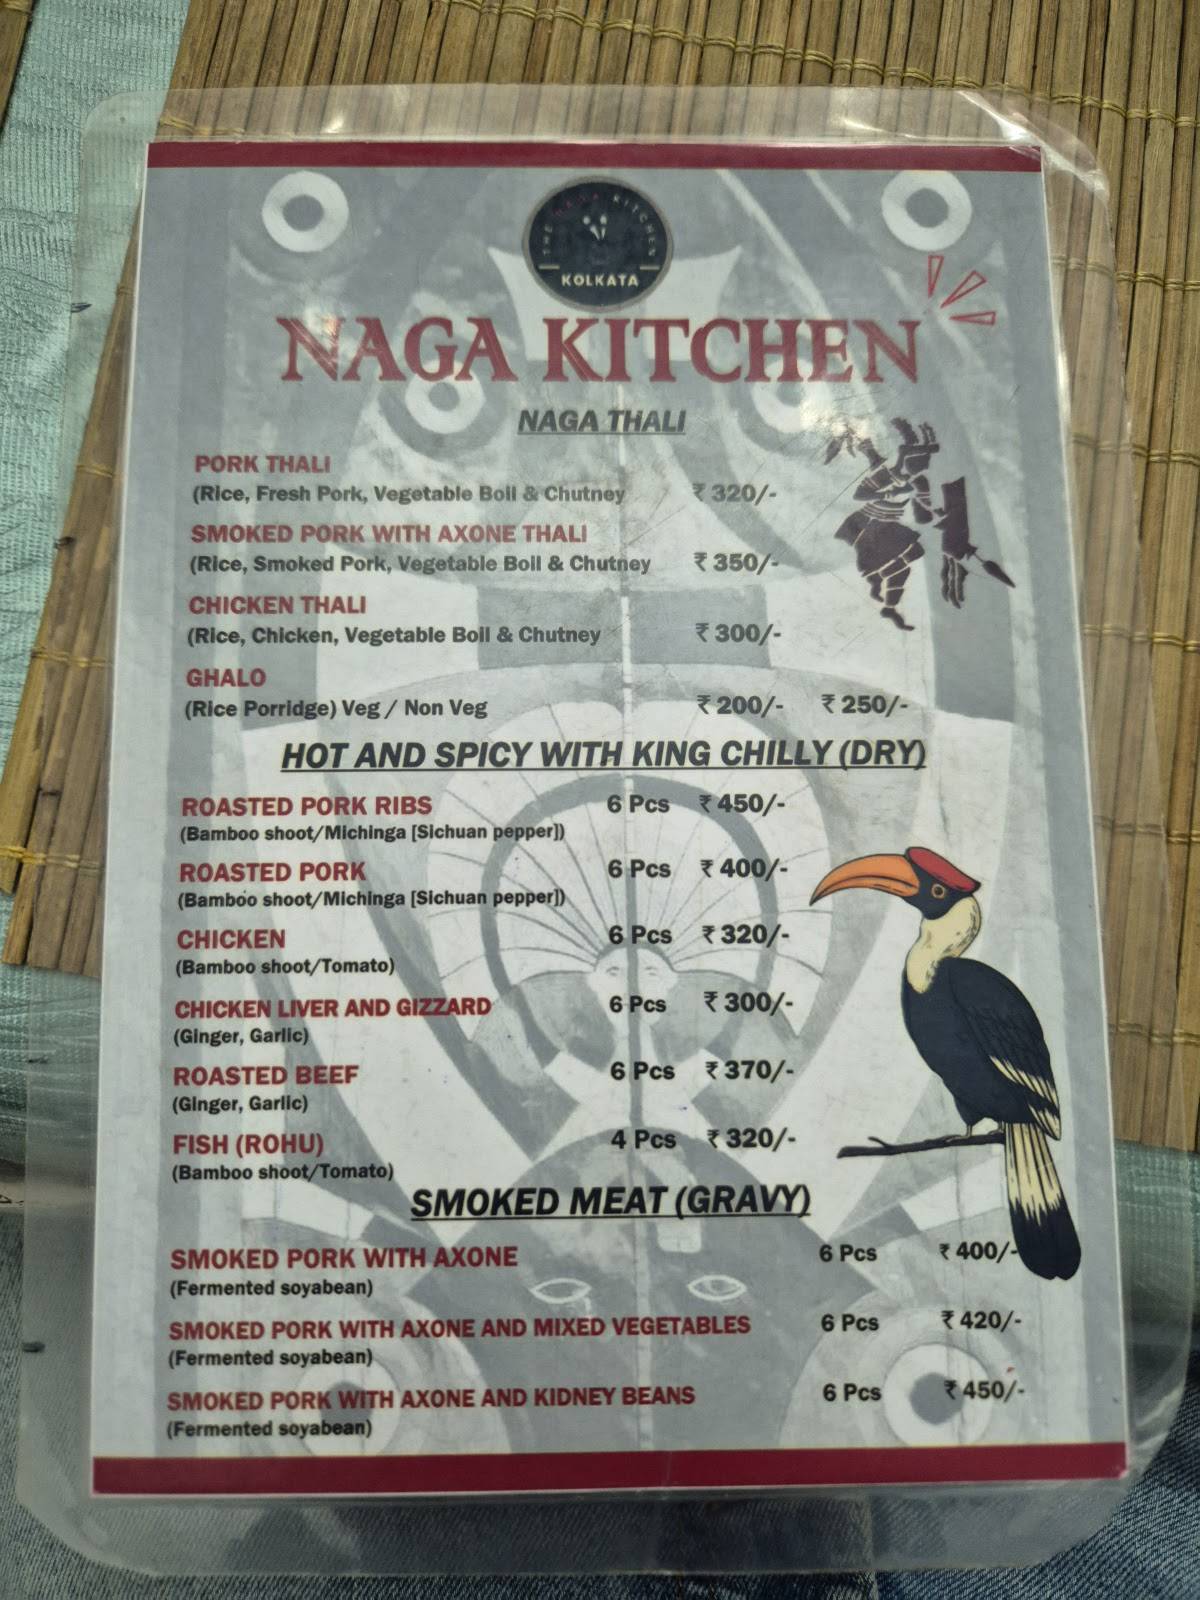 THE NAGA KITCHEN
KOLKATA
NAGA KITCHEN
NAGA THALI
PORK THALI
(Rice, Fresh Pork, Vegetable Boil & Chutney ₹ 320/-
SMOKED PORK WITH AXONE THALI
(Rice, Smoked Pork, Vegetable Boil & Chutney ₹ 350/-
CHICKEN THALI
(Rice, Chicken, Vegetable Boil & Chutney ₹ 300/-
GHALO
(Rice Porridge) Veg / Non Veg ₹ 200/- ₹ 250/-
HOT AND SPICY WITH KING CHILLY (DRY)
ROASTED PORK RIBS 6 Pcs ₹ 450/-
(Bamboo shoot/Michinga [Sichuan pepper])
ROASTED PORK 6 Pcs ₹ 400/-
(Bamboo shoot/Michinga [Sichuan pepper])
CHICKEN 6 Pcs ₹ 320/-
(Bamboo shoot/Tomato)
CHICKEN LIVER AND GIZZARD 6 Pcs ₹ 300/-
(Ginger, Garlic)
ROASTED BEEF 6 Pcs ₹ 370/-
(Ginger, Garlic)
FISH (ROHU) 4 Pcs ₹ 320/-
(Bamboo shoot/Tomato)
SMOKED MEAT (GRAVY)
SMOKED PORK WITH AXONE 6 Pcs ₹ 400/-
(Fermented soyabean)
SMOKED PORK WITH AXONE AND MIXED VEGETABLES 6 Pcs ₹ 420/-
(Fermented soyabean)
SMOKED PORK WITH AXONE AND KIDNEY BEANS 6 Pcs ₹ 450/-
(Fermented soyabean)